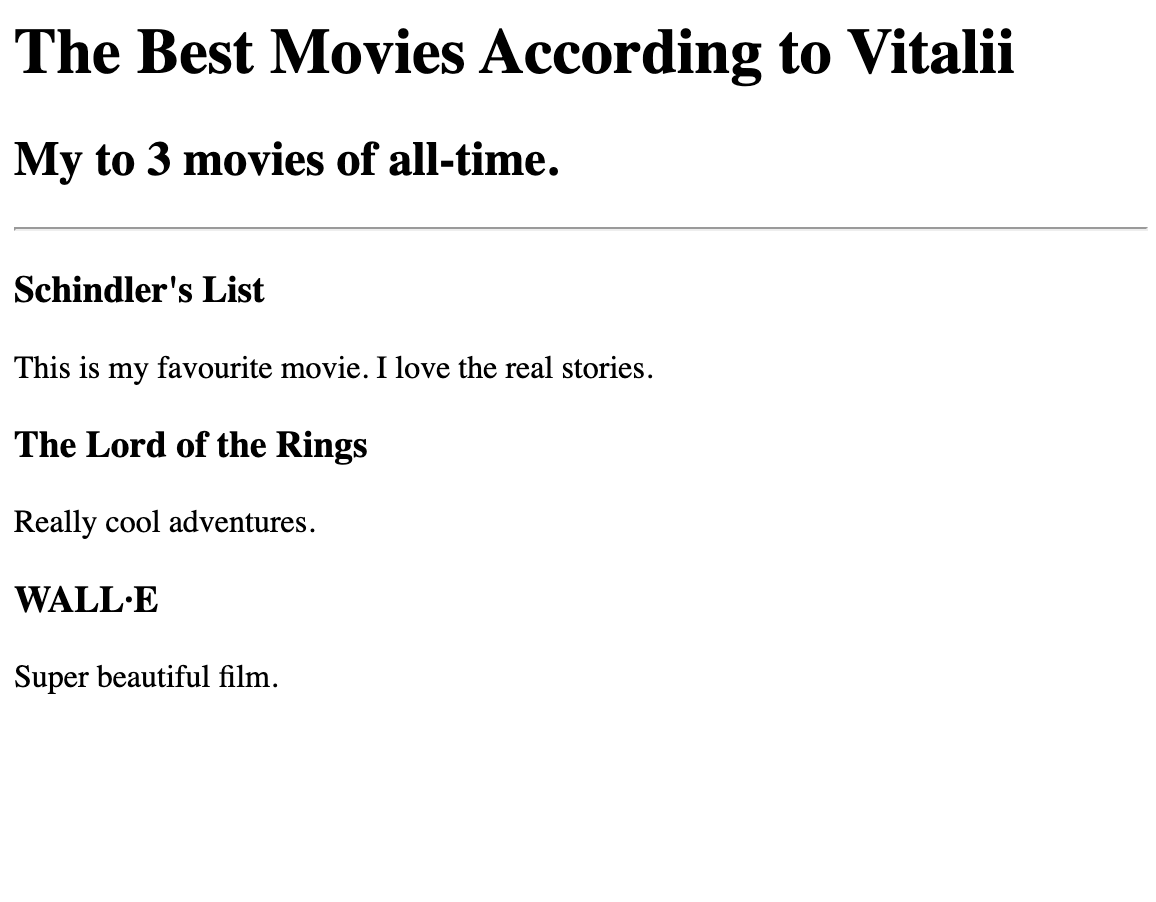 The Best Movies According to Vitalii
My to 3 movies of all-time.
Schindler's List
This is my favourite movie. I love the real stories.
The Lord of the Rings
Really cool adventures.
WALL·E
Super beautiful film.